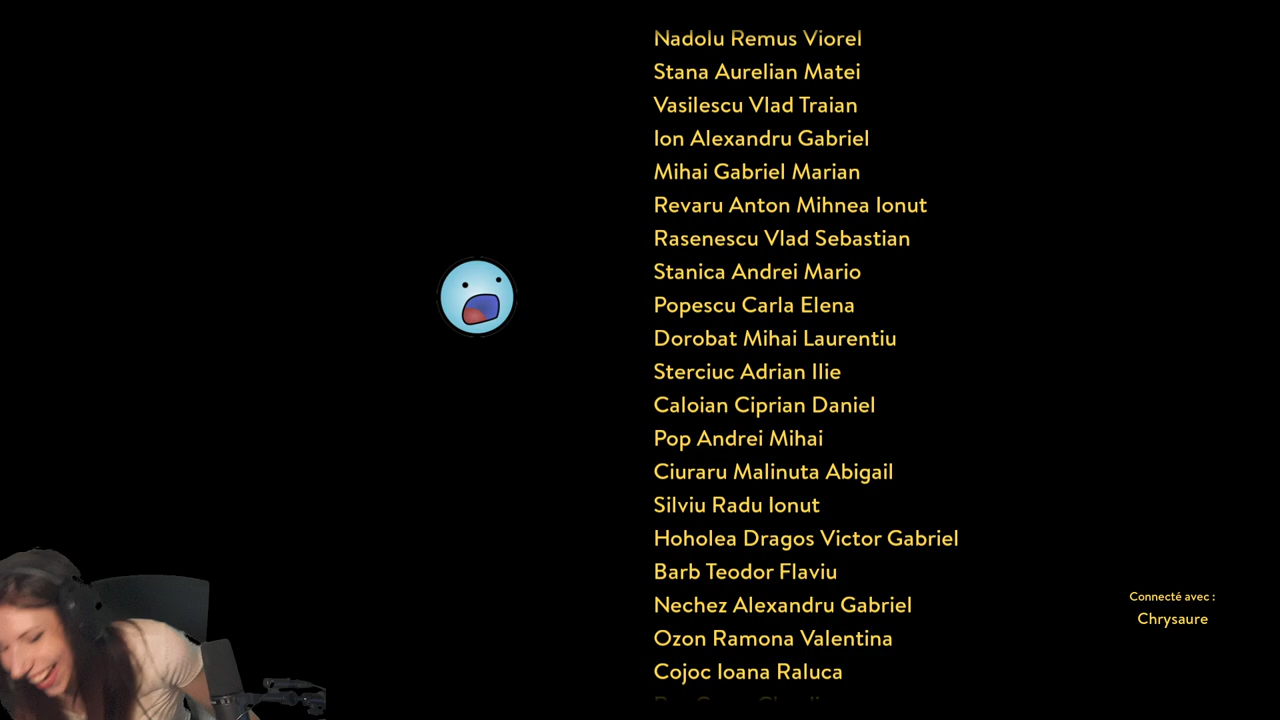 Nadolu Remus Viorel
Stana Aurelian Matei
Vasilescu Vlad Traian
Ion Alexandru Gabriel
Mihai Gabriel Marian
Revaru Anton Mihnea Ionut
Rasenescu Vlad Sebastian
Stanica Andrei Mario
Popescu Carla Elena
Dorobat Mihai Laurentiu
Sterciuc Adrian Ilie
Caloian Ciprian Daniel
Pop Andrei Mihai
Ciuraru Malinuta Abigail
Silviu Radu Ionut
Hoholea Dragos Victor Gabriel
Barb Teodor Flaviu
Nechez Alexandru Gabriel
Ozon Ramona Valentina
Cojoc Ioana Raluca
Connecté avec :
Chrysaure